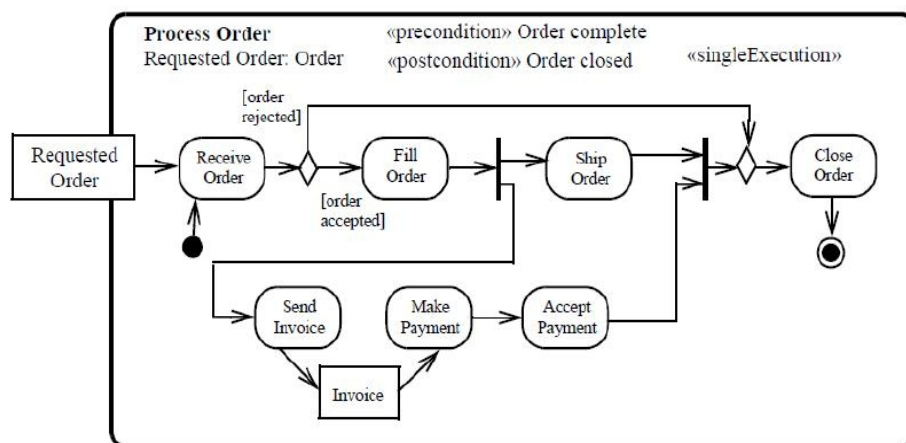 Process Order
«precondition» Order complete
Requested Order: Order
«postcondition» Order closed
«singleExecution»
[order
rejected]
Requested
Order
Receive
Order
Fill
Order
Ship
Order
Close
Order
[order
accepted]
Send
Invoice
Make
Payment
Accept
Payment
Invoice